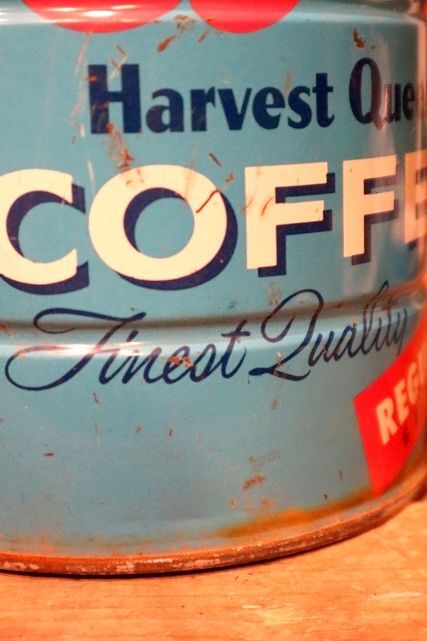 Harvest Que
COFFE
Finest Quality
REG